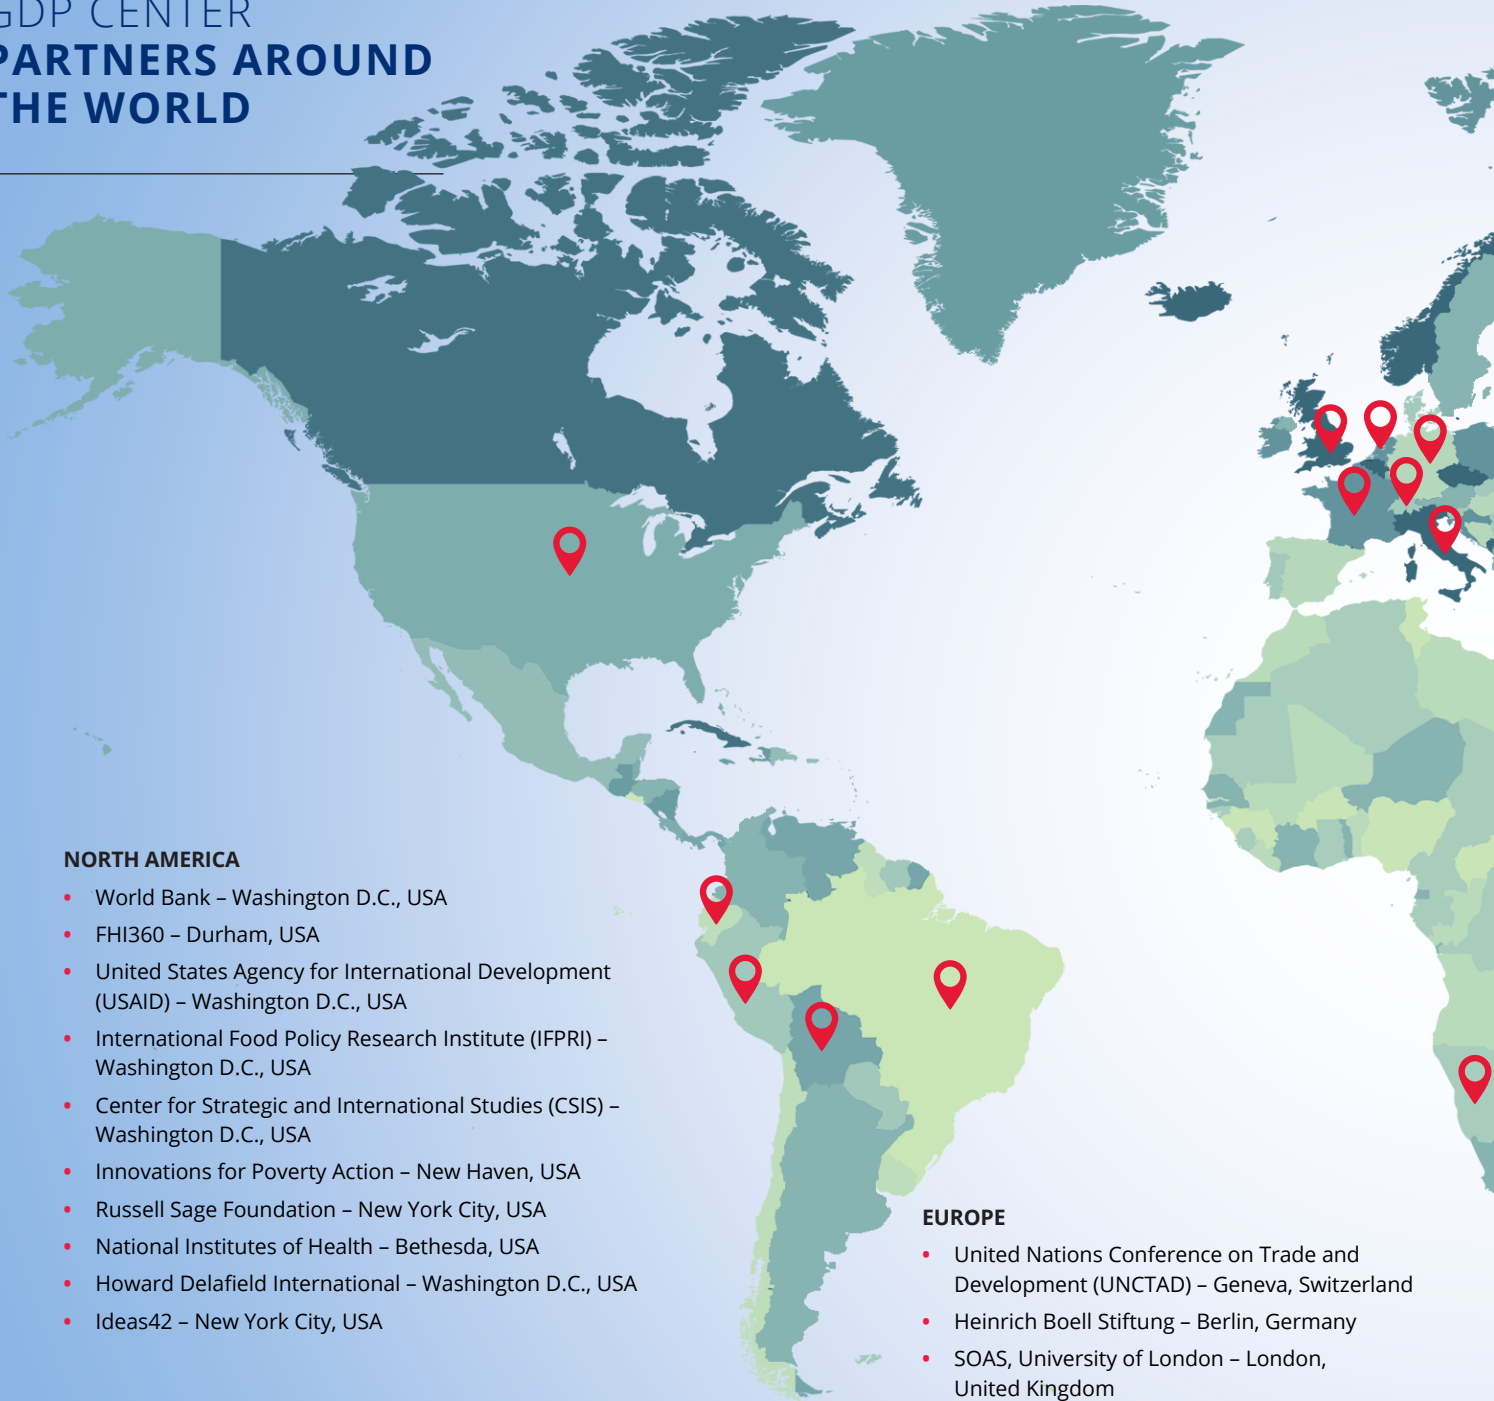 GDP CENTER
PARTNERS AROUND
THE WORLD
NORTH AMERICA
• World Bank – Washington D.C., USA
• FHI360 – Durham, USA
• United States Agency for International Development
(USAID) – Washington D.C., USA
• International Food Policy Research Institute (IFPRI) –
Washington D.C., USA
• Center for Strategic and International Studies (CSIS) –
Washington D.C., USA
• Innovations for Poverty Action – New Haven, USA
• Russell Sage Foundation – New York City, USA
• National Institutes of Health – Bethesda, USA
• Howard Delafield International – Washington D.C., USA
• Ideas42 – New York City, USA
EUROPE
• United Nations Conference on Trade and
Development (UNCTAD) – Geneva, Switzerland
• Heinrich Boell Stiftung – Berlin, Germany
• SOAS, University of London – London,
United Kingdom